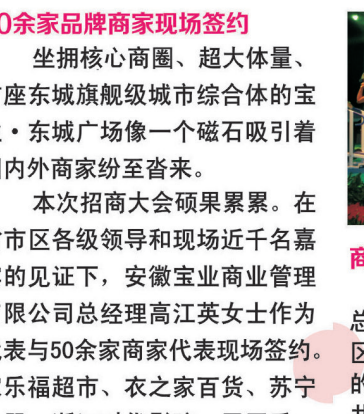 0余家品牌商家现场签约
坐拥核心商圈、超大体量、
座东城旗舰级城市综合体的宝
·东城广场像一个磁石吸引着
内外商家纷至沓来。
本次招商大会硕果累累。在
市区各级领导和现场近千名嘉
的见证下，安徽宝业商业管理
限公司总经理高江英女士作为
表与50余家商家代表现场签约。
乐福超市、衣之家百货、苏宁
商
总
区
的